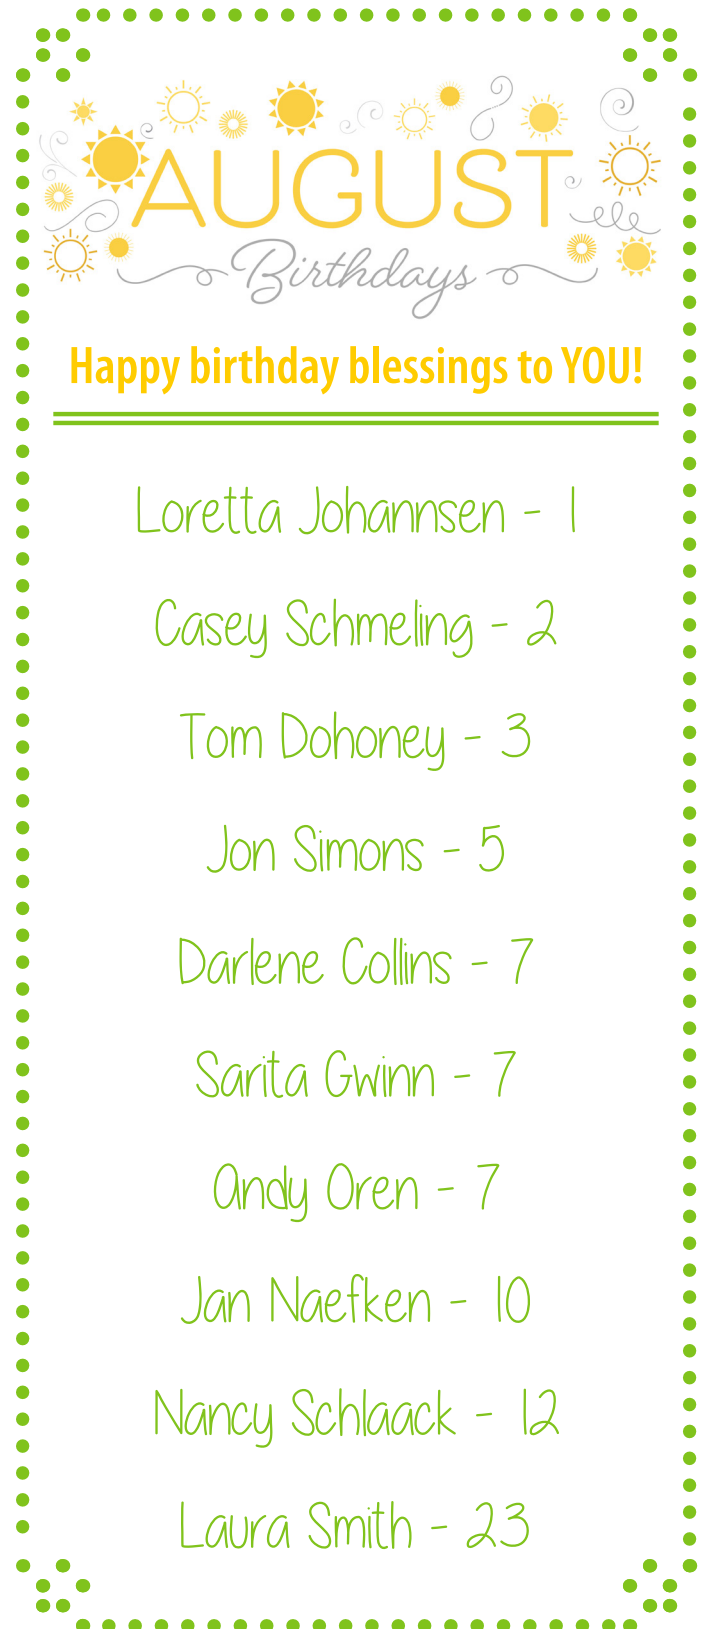 AUGUST
Birthdays
Happy birthday blessings to YOU!
Loretta Johannsen - 1
Casey Schmeling - 2
Tom Dohoney - 3
Jon Simons - 5
Darlene Collins - 7
Sarita Gwinn - 7
Andy Oren - 7
Jan Naefken - 10
Nancy Schlaack - 12
Laura Smith - 23